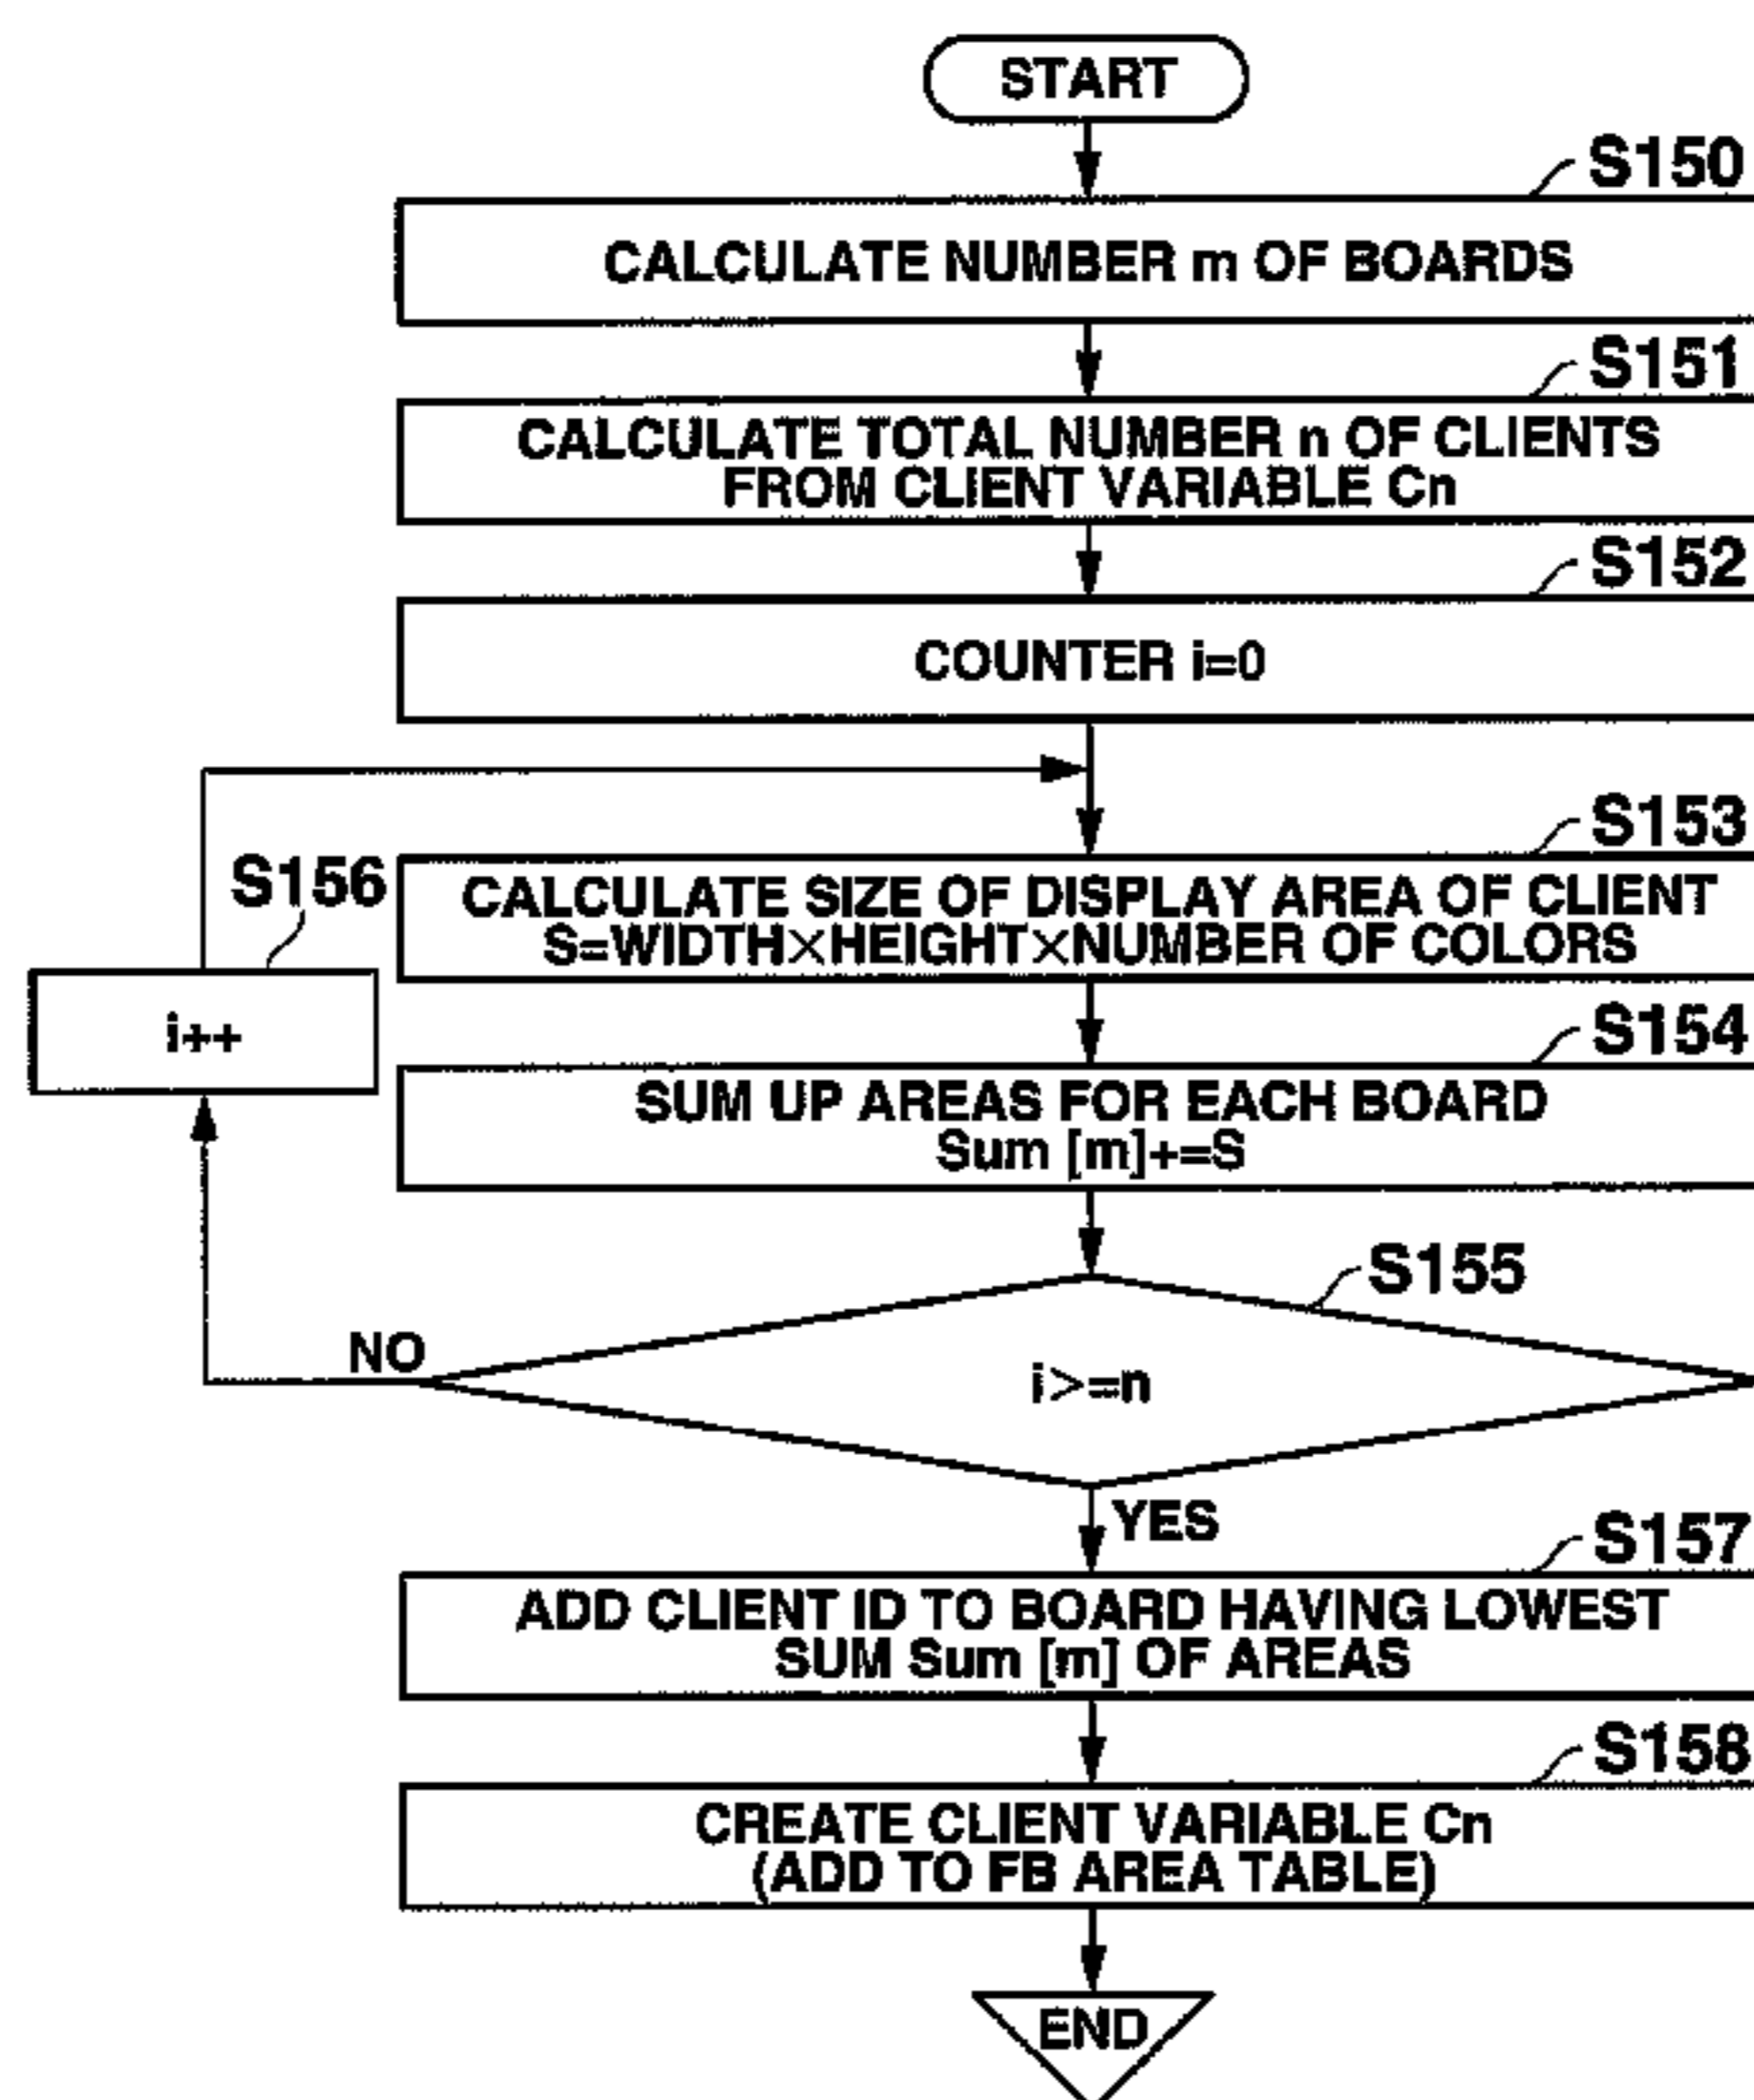 START
S150
CALCULATE NUMBER m OF BOARDS
S151
CALCULATE TOTAL NUMBER n OF CLIENTS
FROM CLIENT VARIABLE Cn
S152
COUNTER i=0
S153
CALCULATE SIZE OF DISPLAY AREA OF CLIENT
S=WIDTH×HEIGHT×NUMBER OF COLORS
S156
i++
S154
SUM UP AREAS FOR EACH BOARD
Sum [m]+=S
S155
NO
i>=n
YES
S157
ADD CLIENT ID TO BOARD HAVING LOWEST
SUM Sum [m] OF AREAS
S158
CREATE CLIENT VARIABLE Cn
(ADD TO FB AREA TABLE)
END